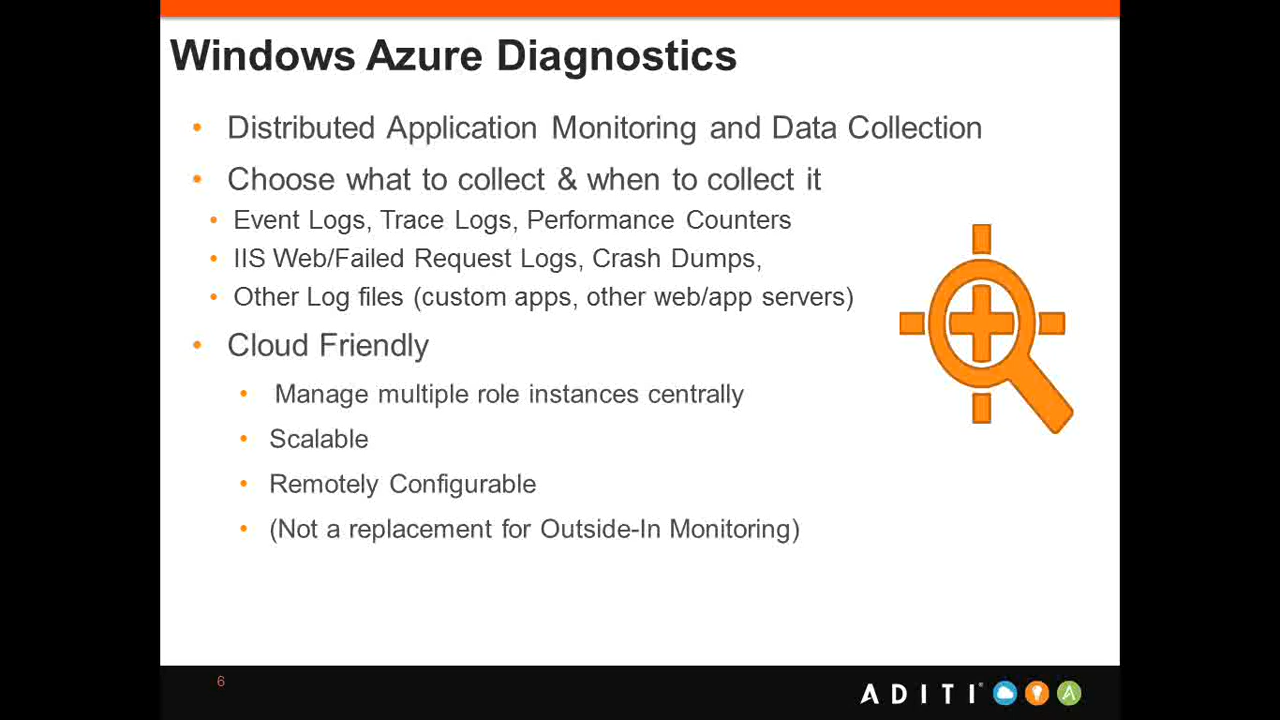 Windows Azure Diagnostics
• Distributed Application Monitoring and Data Collection
• Choose what to collect & when to collect it
• Event Logs, Trace Logs, Performance Counters
• IIS Web/Failed Request Logs, Crash Dumps,
• Other Log files (custom apps, other web/app servers)
• Cloud Friendly
• Manage multiple role instances centrally
• Scalable
• Remotely Configurable
• (Not a replacement for Outside-In Monitoring)
6
ADITI